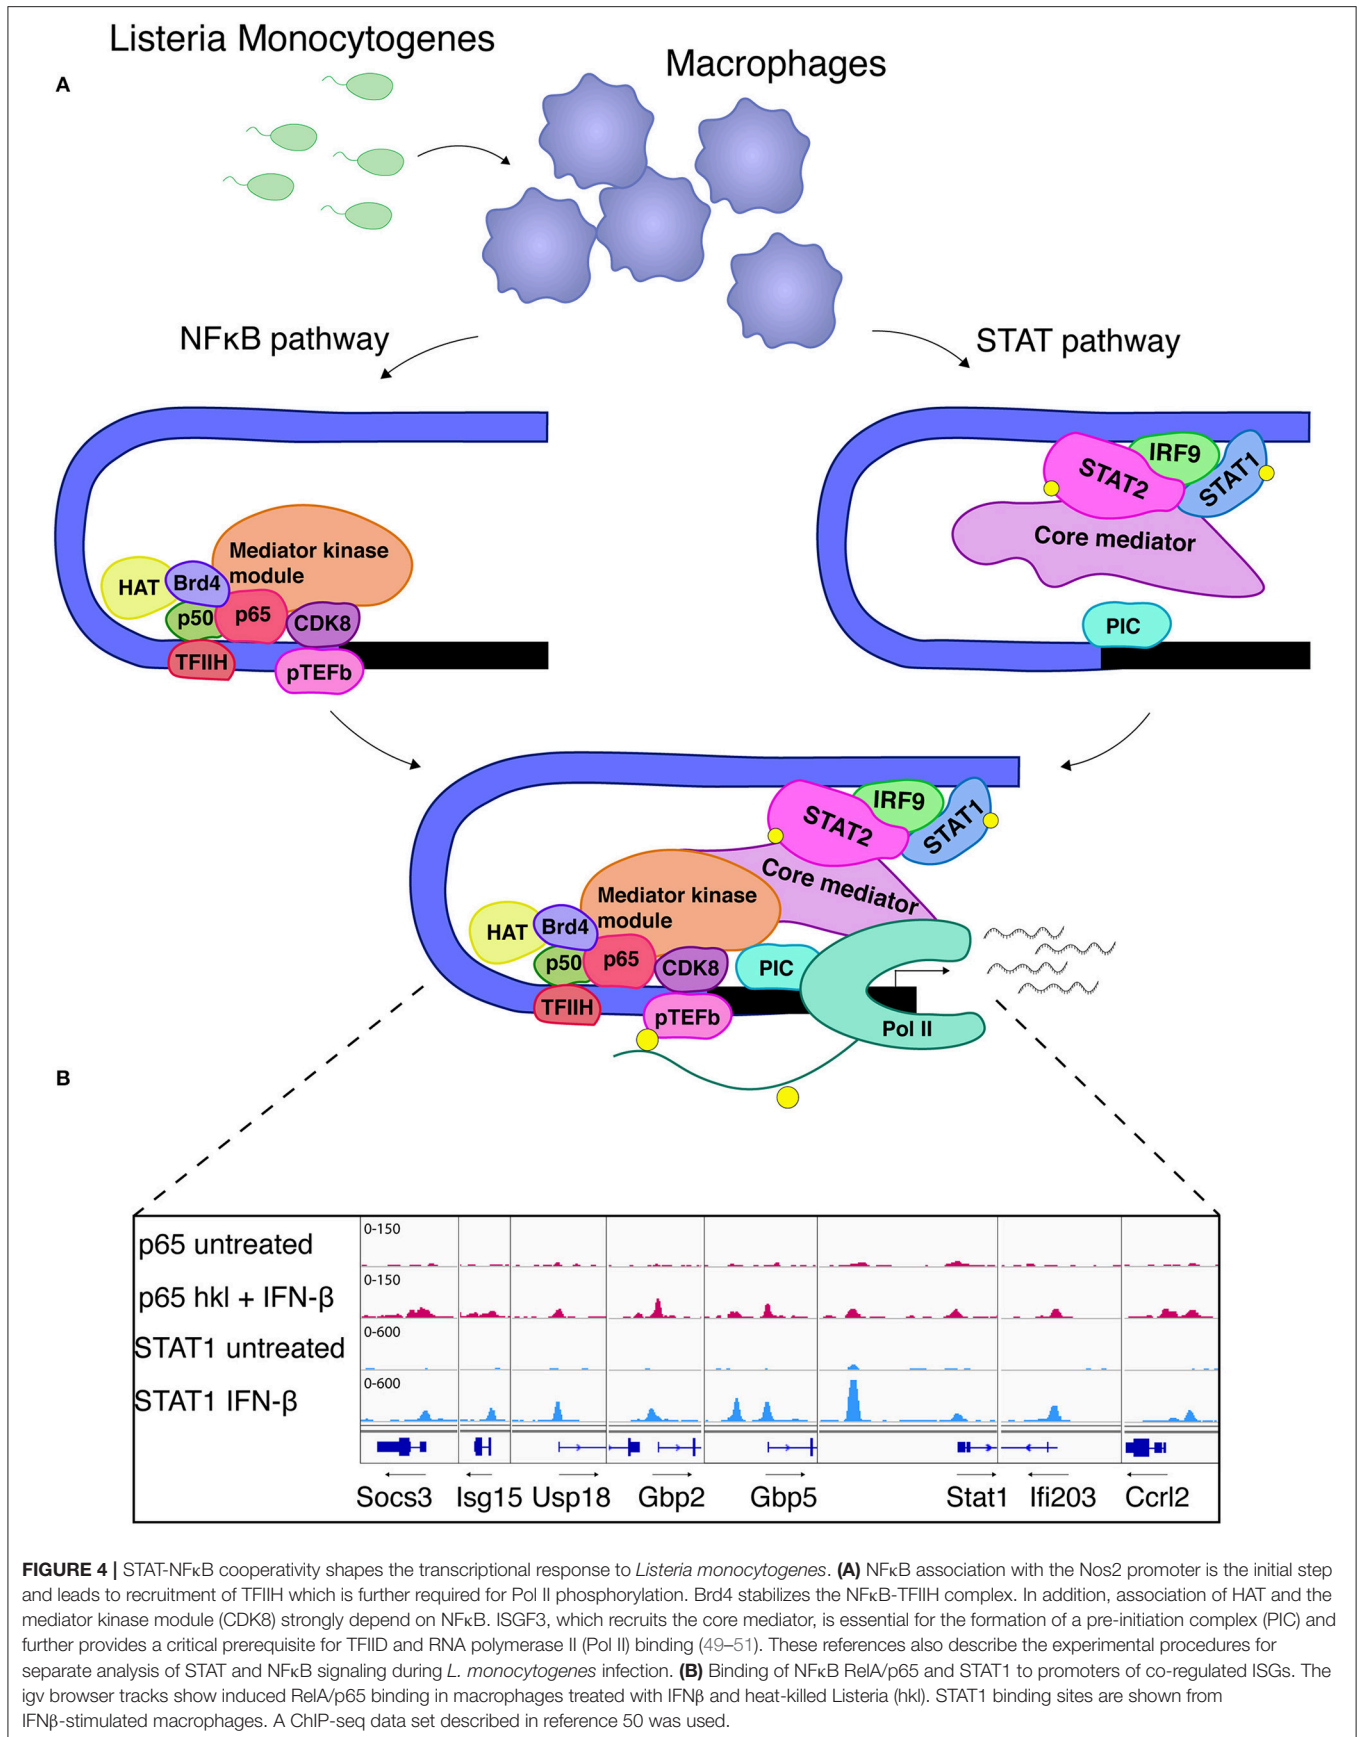 Listeria Monocytogenes
A
Macrophages
NFκB pathway
STAT pathway
Mediator kinase
module
HAT
Brd4
p50
p65
CDK8
TFIIH
pTEFb
IRF9
STAT2
STAT1
Core mediator
PIC
IRF9
STAT2
STAT1
Core mediator
Mediator kinase
module
HAT
Brd4
p50
p65
CDK8
PIC
TFIIH
pTEFb
Pol II
B
p65 untreated
0-150
p65 hkl + IFN-β
0-150
STAT1 untreated
0-600
STAT1 IFN-β
0-600
Socs3 Isg15 Usp18 Gbp2 Gbp5 Stat1 Ifi203 Ccrl2
FIGURE 4 | STAT-NFκB cooperativity shapes the transcriptional response to Listeria monocytogenes. (A) NFκB association with the Nos2 promoter is the initial step
and leads to recruitment of TFIIH which is further required for Pol II phosphorylation. Brd4 stabilizes the NFκB-TFIIH complex. In addition, association of HAT and the
mediator kinase module (CDK8) strongly depend on NFκB. ISGF3, which recruits the core mediator, is essential for the formation of a pre-initiation complex (PIC) and
further provides a critical prerequisite for TFIID and RNA polymerase II (Pol II) binding (49–51). These references also describe the experimental procedures for
separate analysis of STAT and NFκB signaling during L. monocytogenes infection. (B) Binding of NFκB RelA/p65 and STAT1 to promoters of co-regulated ISGs. The
igv browser tracks show induced RelA/p65 binding in macrophages treated with IFNβ and heat-killed Listeria (hkl). STAT1 binding sites are shown from
IFNβ-stimulated macrophages. A ChIP-seq data set described in reference 50 was used.